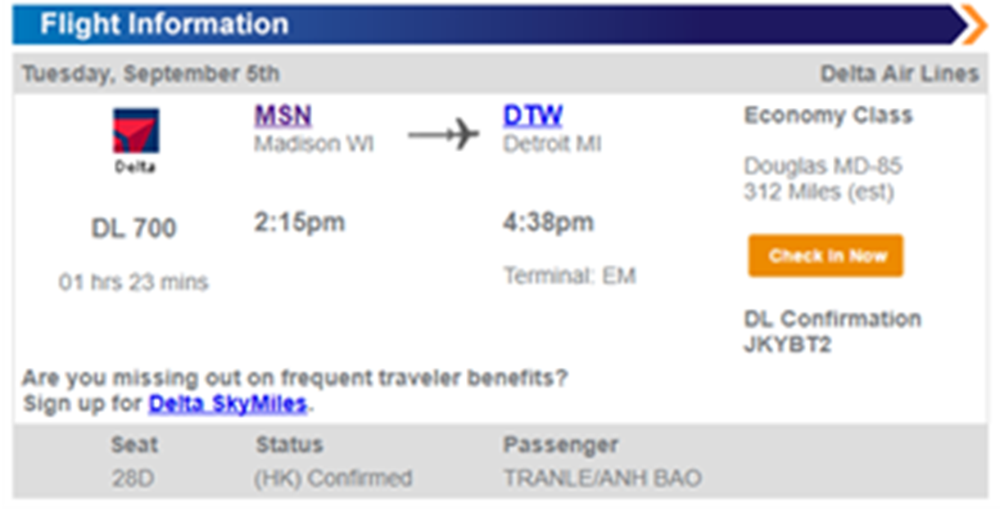 Flight Information
Tuesday, September 5th Delta Air Lines
MSN DTW Economy Class
Madison WI Detroit MI
Delta
Douglas MD-85
312 Miles (est)
DL 700 2:15pm 4:38pm
Check In Now
01 hrs 23 mins Terminal: EM
DL Confirmation
JKYBT2
Are you missing out on frequent traveler benefits?
Sign up for Delta SkyMiles.
Seat Status Passenger
28D (HK) Confirmed TRANLE/ANH BAO